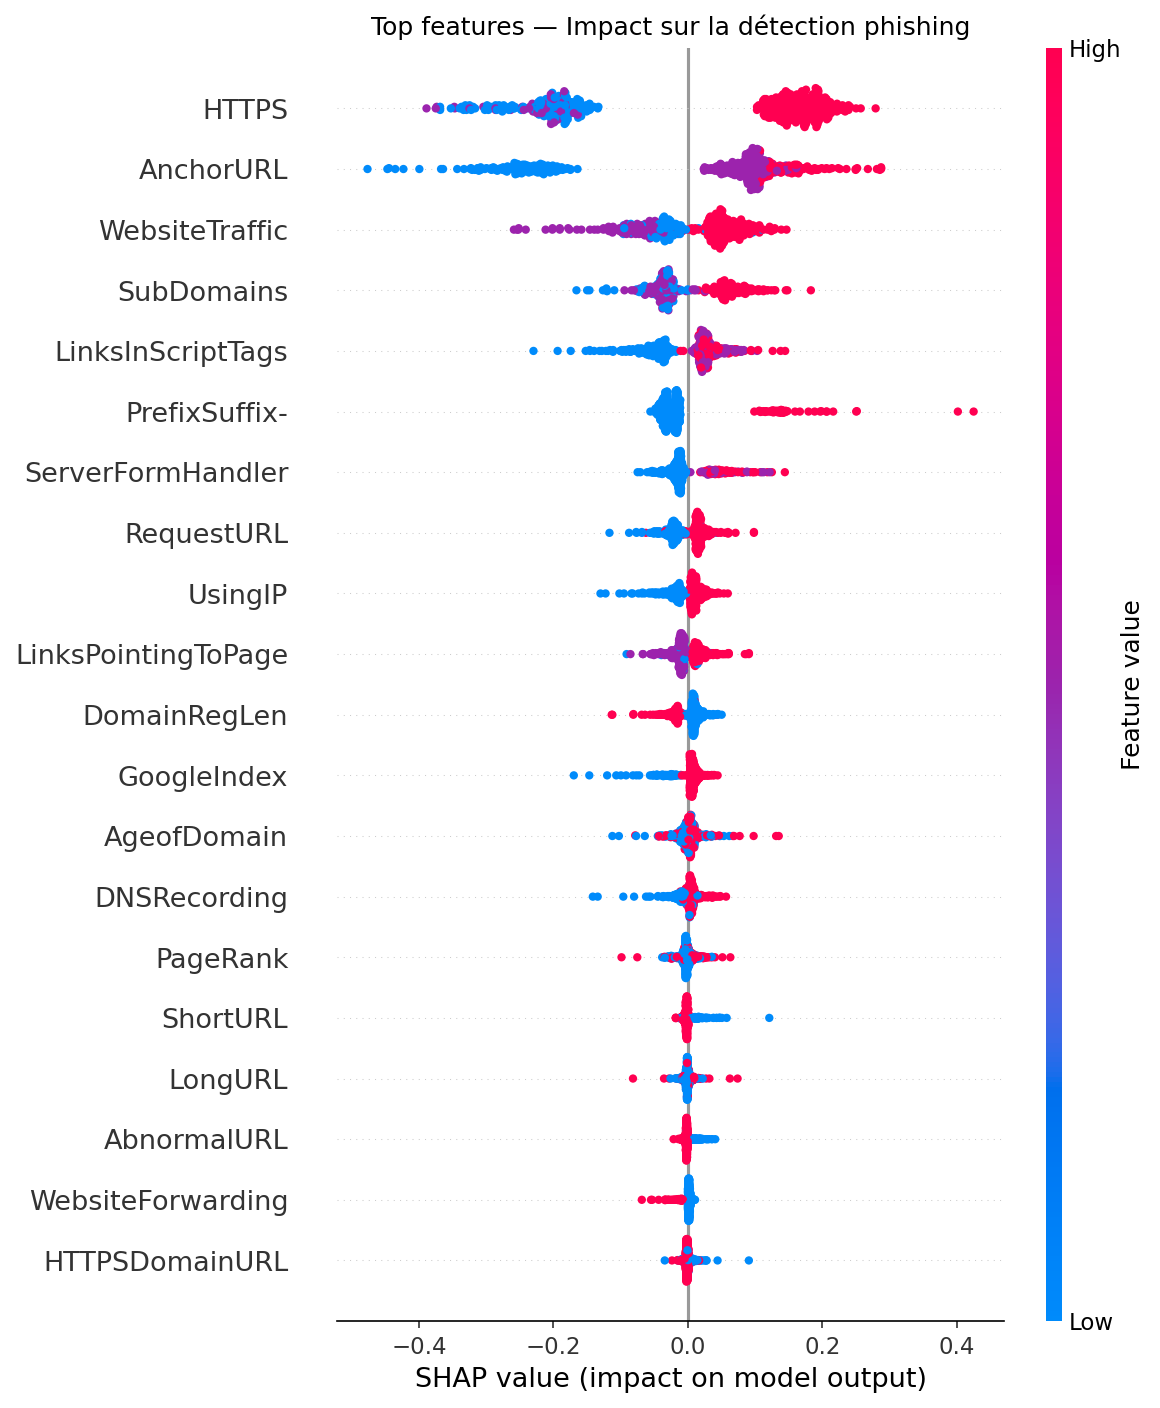 Top features — Impact sur la détection phishing
High
HTTPS
AnchorURL
WebsiteTraffic
SubDomains
LinksInScriptTags
PrefixSuffix-
ServerFormHandler
RequestURL
UsingIP
LinksPointingToPage
DomainRegLen
GoogleIndex
AgeofDomain
DNSRecording
PageRank
ShortURL
LongURL
AbnormalURL
WebsiteForwarding
HTTPSDomainURL
Feature value
Low
−0.4 −0.2 0.0 0.2 0.4
SHAP value (impact on model output)